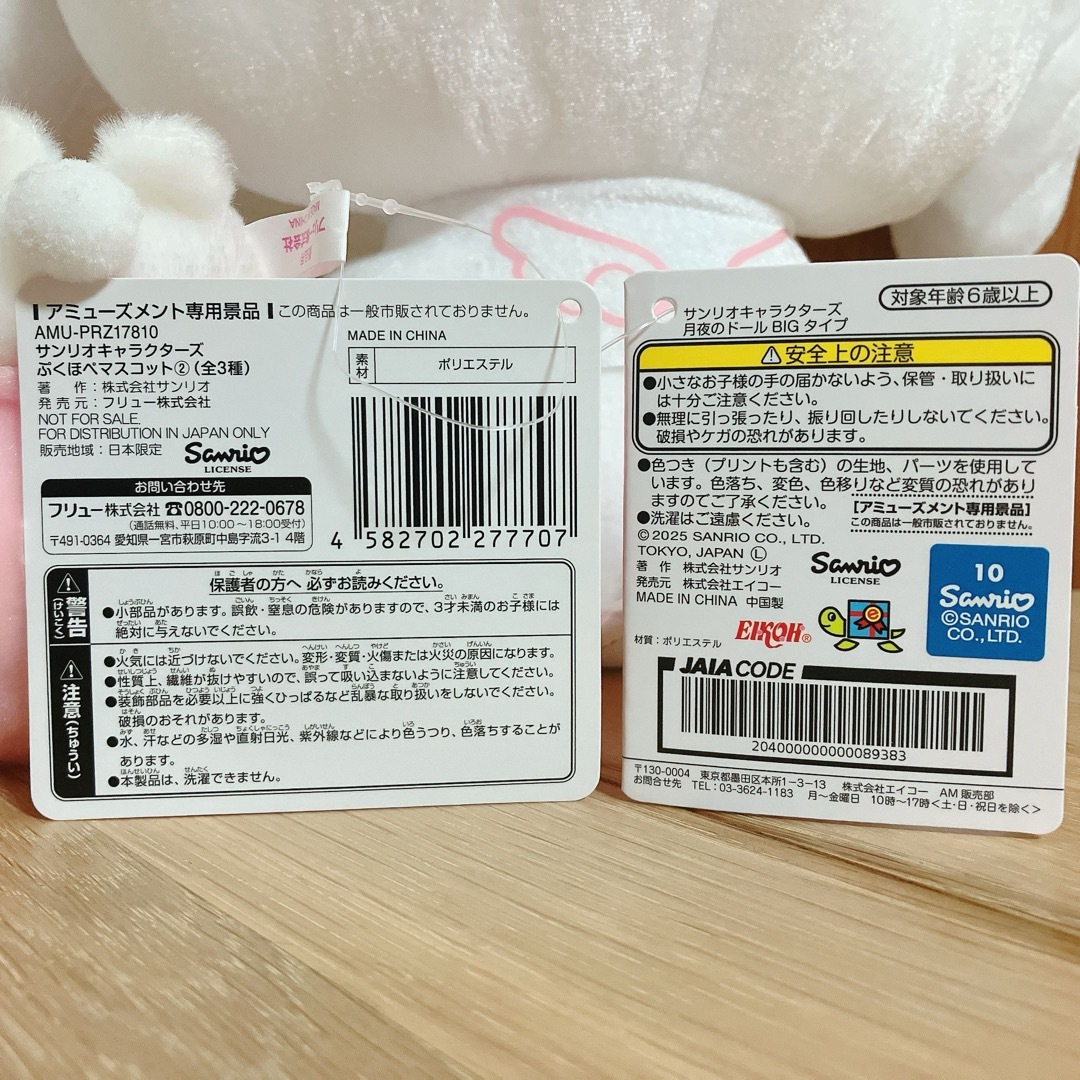 フリュー株式会社
MADE IN CHINA
アミューズメント専用景品 この商品は一般市販されておりません。
AMU-PRZ17810
サンリオキャラクターズ
ぷくほぺマスコット②(全3種)
著 作:株式会社サンリオ
発 売 元:フリュー株式会社
NOT FOR SALE.
FOR DISTRIBUTION IN JAPAN ONLY
販売地域:日本限定
Sanrio
LICENSE
お問い合わせ先
フリュー株式会社 ☎0800-222-0678
(通話無料、平日10:00~18:00受付)
〒491-0364 愛知県一宮市萩原町中島字流3-1 4階
MADE IN CHINA
素材 ポリエステル
4 582702 277707
保護者の方へ 必ずお読みください。
警告(けいこく)
●小部品があります。誤飲・窒息の危険がありますので、3才未満のお子様には
絶対に与えないでください。
注意(ちゅうい)
●火気には近づけないでください。変形・変質・火傷または火災の原因になります。
●性質上、繊維が抜けやすいので、誤って吸い込まないように注意してください。
●装飾部品を必要以上に強くひっぱるなど乱暴な取り扱いをしないでください。
破損のおそれがあります。
●水、汗などの多湿や直射日光、紫外線などにより色うつり、色落ちすることが
あります。
●本製品は、洗濯できません。
サンリオキャラクターズ
月夜のドール BIG タイプ
対象年齢6歳以上
⚠安全上の注意
●小さなお子様の手の届かないよう、保管・取り扱いに
は十分ご注意ください。
●無理に引っ張ったり、振り回したりしないでください。
破損やケガの恐れがあります。
●色つき(プリントも含む)の生地、パーツを使用して
います。色落ち、変色、色移りなど変質の恐れがあり
ますのでご了承ください。
●洗濯はご遠慮ください。
【アミューズメント専用景品】
この商品は一般市販されておりません。
© 2025 SANRIO CO., LTD.
TOKYO, JAPAN Ⓛ
著 作 株式会社サンリオ
発売元 株式会社エイコー
MADE IN CHINA 中国製
Sanrio
LICENSE
10
Sanrio
©SANRIO
CO., LTD.
材質:ポリエステル
EIKOH®
e
JAIA CODE
204000000000089383
〒130-0004 東京都墨田区本所1-3-13 株式会社エイコー AM販売部
お問合せ先 TEL:03-3624-1183 月~金曜日 10時~17時<土・日・祝日を除く>